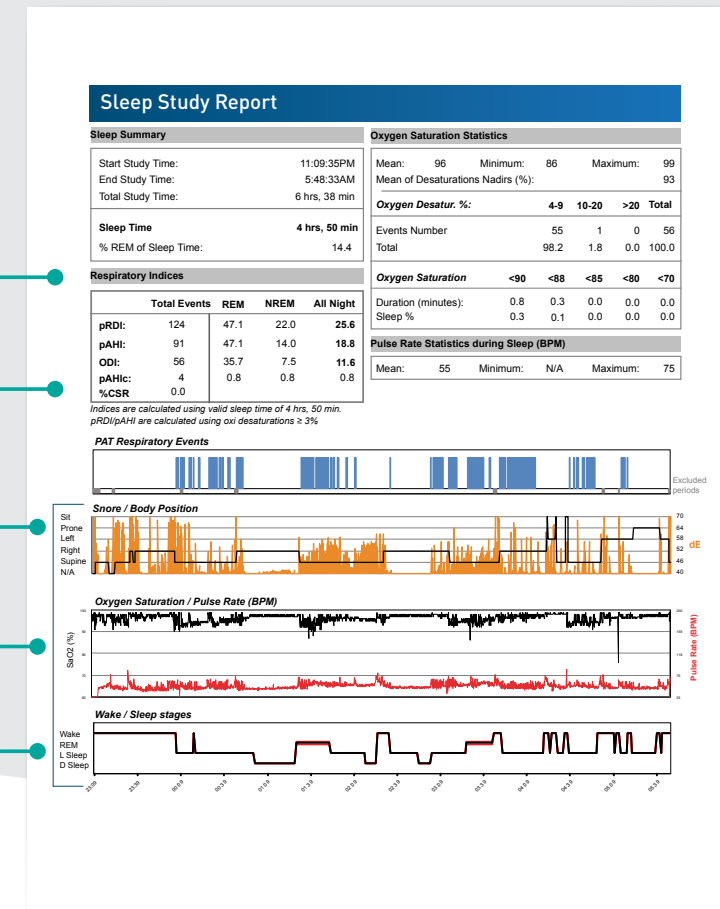 Sleep Study Report
Sleep Summary
Start Study Time: 11:09:35PM
End Study Time: 5:48:33AM
Total Study Time: 6 hrs, 38 min
Sleep Time 4 hrs, 50 min
% REM of Sleep Time: 14.4
Respiratory Indices
Total Events REM NREM All Night
pRDI: 124 47.1 22.0 25.6
pAHI: 91 47.1 14.0 18.8
ODI: 56 35.7 7.5 11.6
pAHIc: 4 0.8 0.8 0.8
%CSR 0.0
Indices are calculated using valid sleep time of 4 hrs, 50 min.
pRDI/pAHI are calculated using oxi desaturations ≥ 3%
Oxygen Saturation Statistics
Mean: 96 Minimum: 86 Maximum: 99
Mean of Desaturations Nadirs (%): 93
Oxygen Desatur. %: 4-9 10-20 >20 Total
Events Number 55 1 0 56
Total 98.2 1.8 0.0 100.0
Oxygen Saturation <90 <88 <85 <80 <70
Duration (minutes): 0.8 0.3 0.0 0.0 0.0
Sleep % 0.3 0.1 0.0 0.0 0.0
Pulse Rate Statistics during Sleep (BPM)
Mean: 55 Minimum: N/A Maximum: 75
PAT Respiratory Events
Excluded
periods
Snore / Body Position
Sit 70
Prone 64
Left 58
Right 52
Supine 46
N/A 40
Oxygen Saturation / Pulse Rate (BPM)
SaO2 (%)
Pulse Rate (BPM)
Wake / Sleep stages
Wake
REM
L Sleep
D Sleep